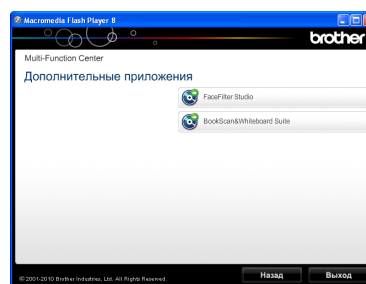 Macromedia Flash Player 8
brother
Multi-Function Center
Дополнительные приложения
FaceFilter Studio
BookScan&Whiteboard Suite
© 2001-2010 Brother Industries, Ltd. All Rights Reserved.
Назад
Выход